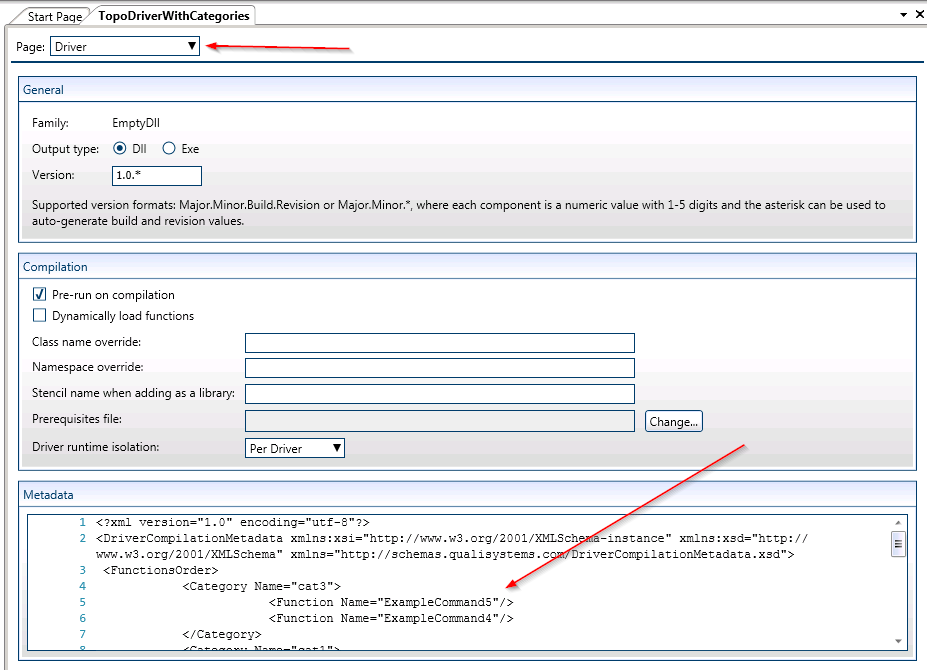 Start Page
TopoDriverWithCategories
Page: Driver
General
Family: EmptyDll
Output type: Dll Exe
Version: 1.0.*
Supported version formats: Major.Minor.Build.Revision or Major.Minor.*, where each component is a numeric value with 1-5 digits and the asterisk can be used to
auto-generate build and revision values.
Compilation
Pre-run on compilation
Dynamically load functions
Class name override:
Namespace override:
Stencil name when adding as a library:
Prerequisites file: Change...
Driver runtime isolation: Per Driver
Metadata
1 <?xml version="1.0" encoding="utf-8"?>
2 <DriverCompilationMetadata xmlns:xsi="http://www.w3.org/2001/XMLSchema-instance" xmlns:xsd="http://
www.w3.org/2001/XMLSchema" xmlns="http://schemas.qualisystems.com/DriverCompilationMetadata.xsd">
3 <FunctionsOrder>
4 <Category Name="cat3">
5 <Function Name="ExampleCommand5"/>
6 <Function Name="ExampleCommand4"/>
7 </Category>
8 <Category Name="cat1">